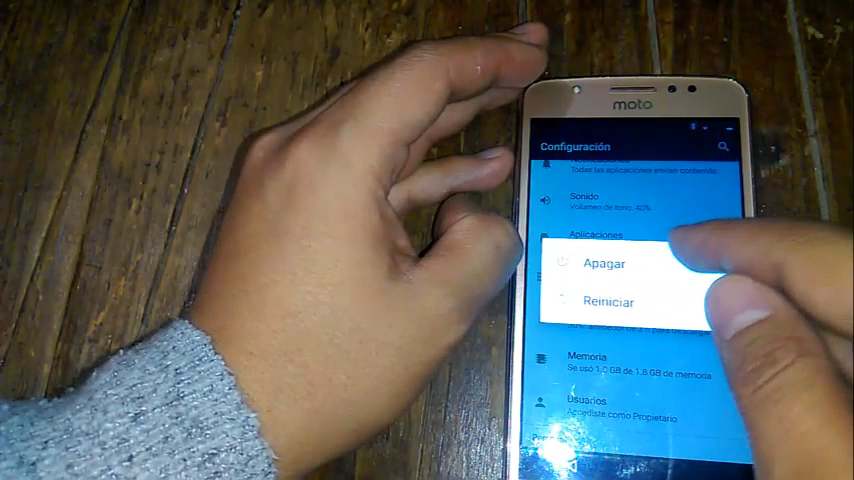 moto
Configuración
Notificaciones
Todas las aplicaciones envían contenido
Sonido
Volumen de tono: 40%
Aplicaciones
Apagar
Reiniciar
Memoria
Se usó 1.0 GB de 1.8 GB de memoria
Usuarios
Accediste como Propietario